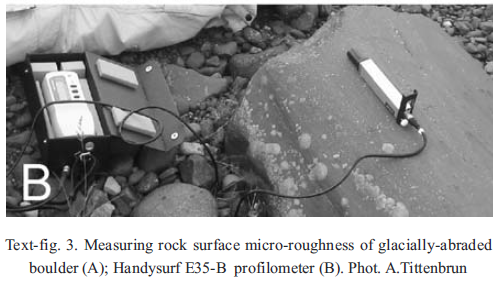 B
Text-fig. 3. Measuring rock surface micro-roughness of glacially-abraded
boulder (A); Handysurf E35-B profilometer (B). Phot. A.Tittenbrun